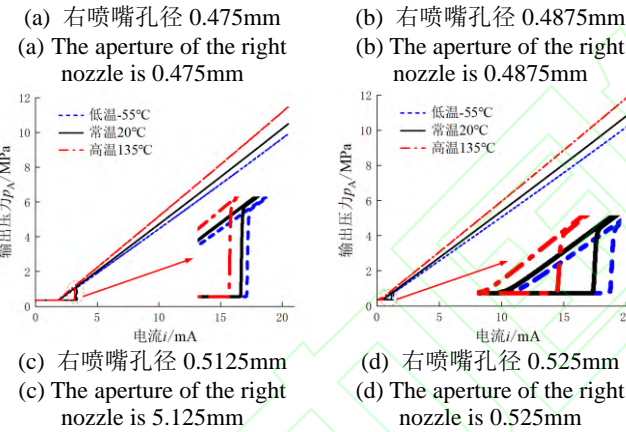 (a) 右喷嘴孔径 0.475mm
(a) The aperture of the right
nozzle is 0.475mm
(b) 右喷嘴孔径 0.4875mm
(b) The aperture of the right
nozzle is 0.4875mm
12
10
8
6
4
2
0
输出压力pA/MPa
低温-55℃
常温20℃
高温135℃
0
5
10
15
20
电流i/mA
12
10
8
6
4
2
0
输出压力pA/MPa
低温-55℃
常温20℃
高温135℃
0
5
10
15
20
电流i/mA
(c) 右喷嘴孔径 0.5125mm
(c) The aperture of the right
nozzle is 5.125mm
(d) 右喷嘴孔径 0.525mm
(d) The aperture of the right
nozzle is 0.525mm